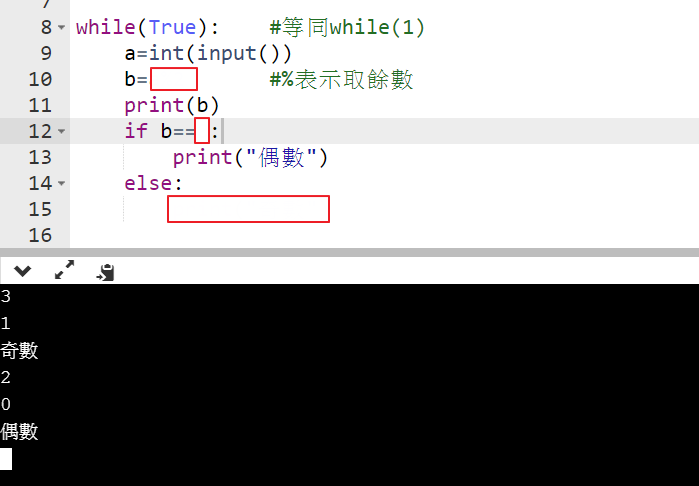 8 while(True): #等同while(1)
9 a=int(input())
10 b= #%表示取餘數
11 print(b)
12 if b== :
13 print("偶數")
14 else:
15
16
3
1
奇數
2
0
偶數